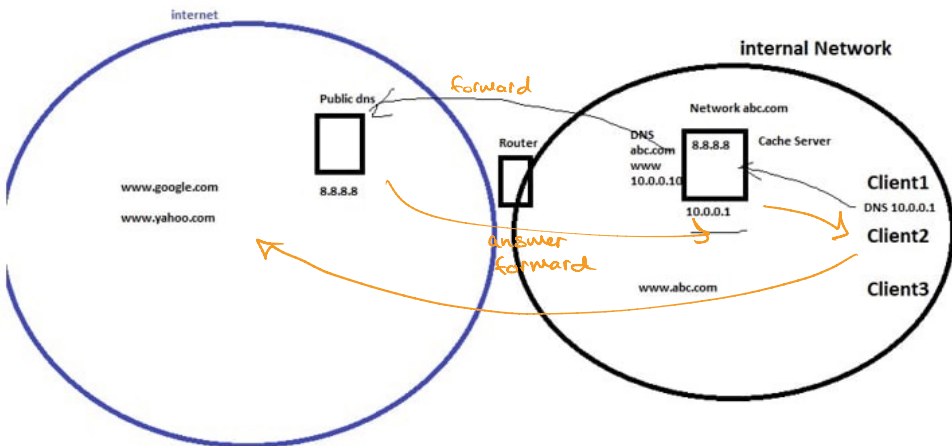 internet
internal Network
forward
Public dns
Network abc.com
Router
DNS
abc.com
www
10.0.0.10
8.8.8.8
Cache Server
8.8.8.8
www.google.com
www.yahoo.com
Client1
DNS 10.0.0.1
10.0.0.1
Client2
answer
forward
www.abc.com
Client3